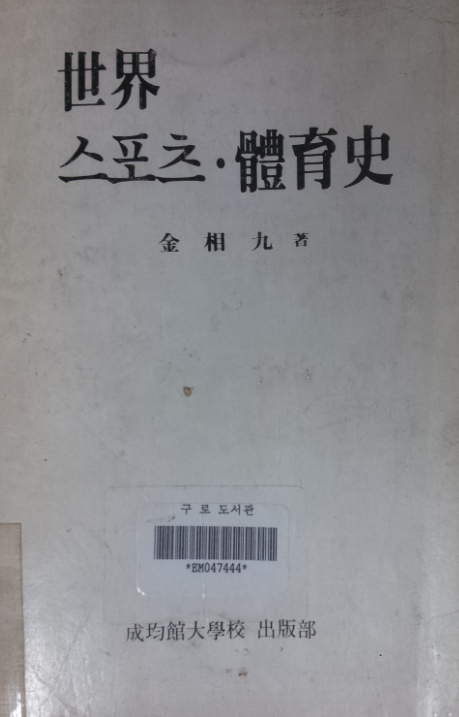 世界
스포츠·體育史
金相九 著
구로도서관
*EM047444*
成均館大學校 出版部